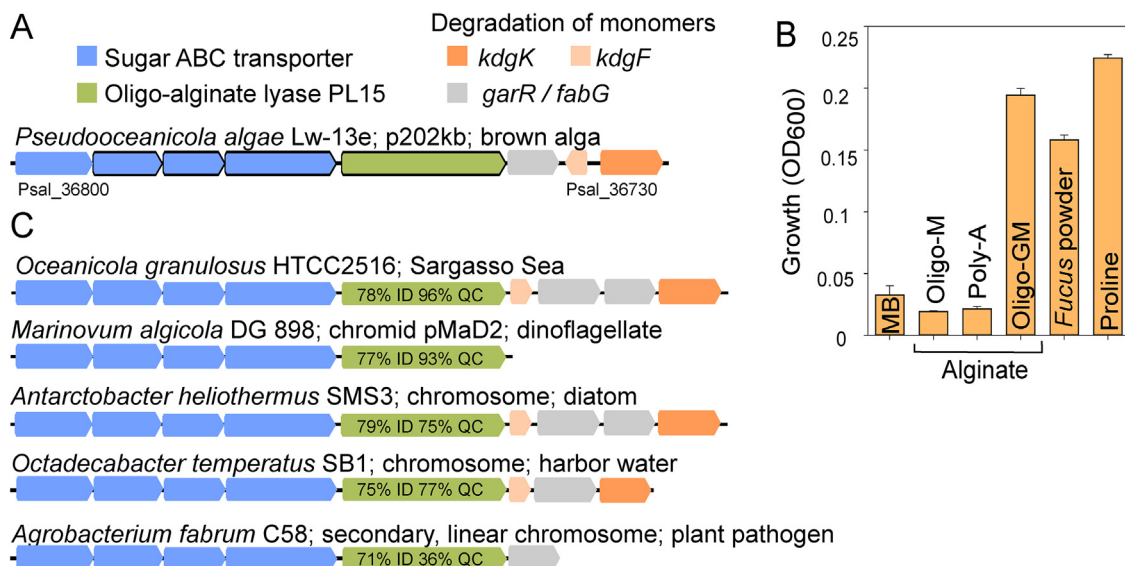 A
Degradation of monomers
Sugar ABC transporter
kdgK
kdgF
Oligo-alginate lyase PL15
garR / fabG
Pseudooceanicola algae Lw-13e; p202kb; brown alga
Psal_36800
Psal_36730
C
Oceanicola granulosus HTCC2516; Sargasso Sea
78% ID 96% QC
Marinovum algicola DG 898; chromid pMaD2; dinoflagellate
77% ID 93% QC
Antarctobacter heliothermus SMS3; chromosome; diatom
79% ID 75% QC
Octadecabacter temperatus SB1; chromosome; harbor water
75% ID 77% QC
Agrobacterium fabrum C58; secondary, linear chromosome; plant pathogen
71% ID 36% QC
B
Growth (OD600)
0.25
0.2
0.15
0.1
0.05
0
MB
Oligo-M
Poly-A
Oligo-GM
Fucus powder
Proline
Alginate